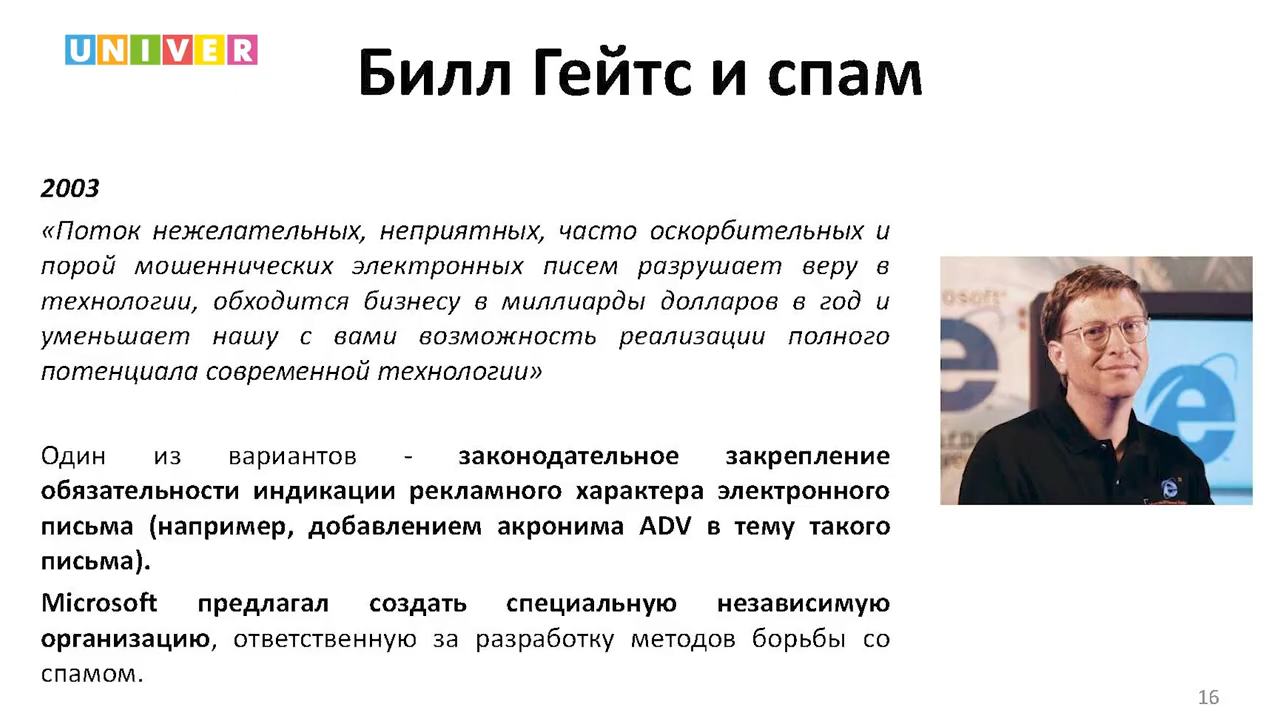 UNIVER
Билл Гейтс и спам
2003
«Поток нежелательных, неприятных, часто оскорбительных и
порой мошеннических электронных писем разрушает веру в
технологии, обходится бизнесу в миллиарды долларов в год и
уменьшает нашу с вами возможность реализации полного
потенциала современной технологии»
Один из вариантов - законодательное закрепление
обязательности индикации рекламного характера электронного
письма (например, добавлением акронима ADV в тему такого
письма).
Microsoft предлагал создать специальную независимую
организацию, ответственную за разработку методов борьбы со
спамом.
16